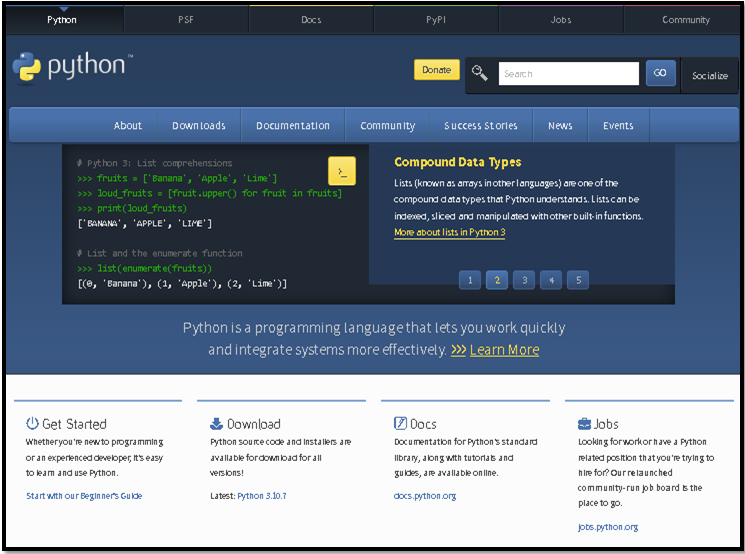 Python PSF Docs PyPI Jobs Community
python™
Donate Search GO Socialize
About Downloads Documentation Community Success Stories News Events
# Python 3: List comprehensions
>>> fruits = ['Banana', 'Apple', 'Lime']
>>> loud_fruits = [fruit.upper() for fruit in fruits]
>>> print(loud_fruits)
['BANANA', 'APPLE', 'LIME']
# List and the enumerate function
>>> list(enumerate(fruits))
[(0, 'Banana'), (1, 'Apple'), (2, 'Lime')]
>_
Compound Data Types
Lists (known as arrays in other languages) are one of the
compound data types that Python understands. Lists can be
indexed, sliced and manipulated with other built-in functions.
More about lists in Python 3
1 2 3 4 5
Python is a programming language that lets you work quickly
and integrate systems more effectively. >>> Learn More
Get Started
Whether you're new to programming
or an experienced developer, it's easy
to learn and use Python.
Start with our Beginner's Guide
Download
Python source code and installers are
available for download for all
versions!
Latest: Python 3.10.7
Docs
Documentation for Python's standard
library, along with tutorials and
guides, are available online.
docs.python.org
Jobs
Looking for work or have a Python
related position that you're trying to
hire for? Our relaunched
community-run job board is the
place to go.
jobs.python.org